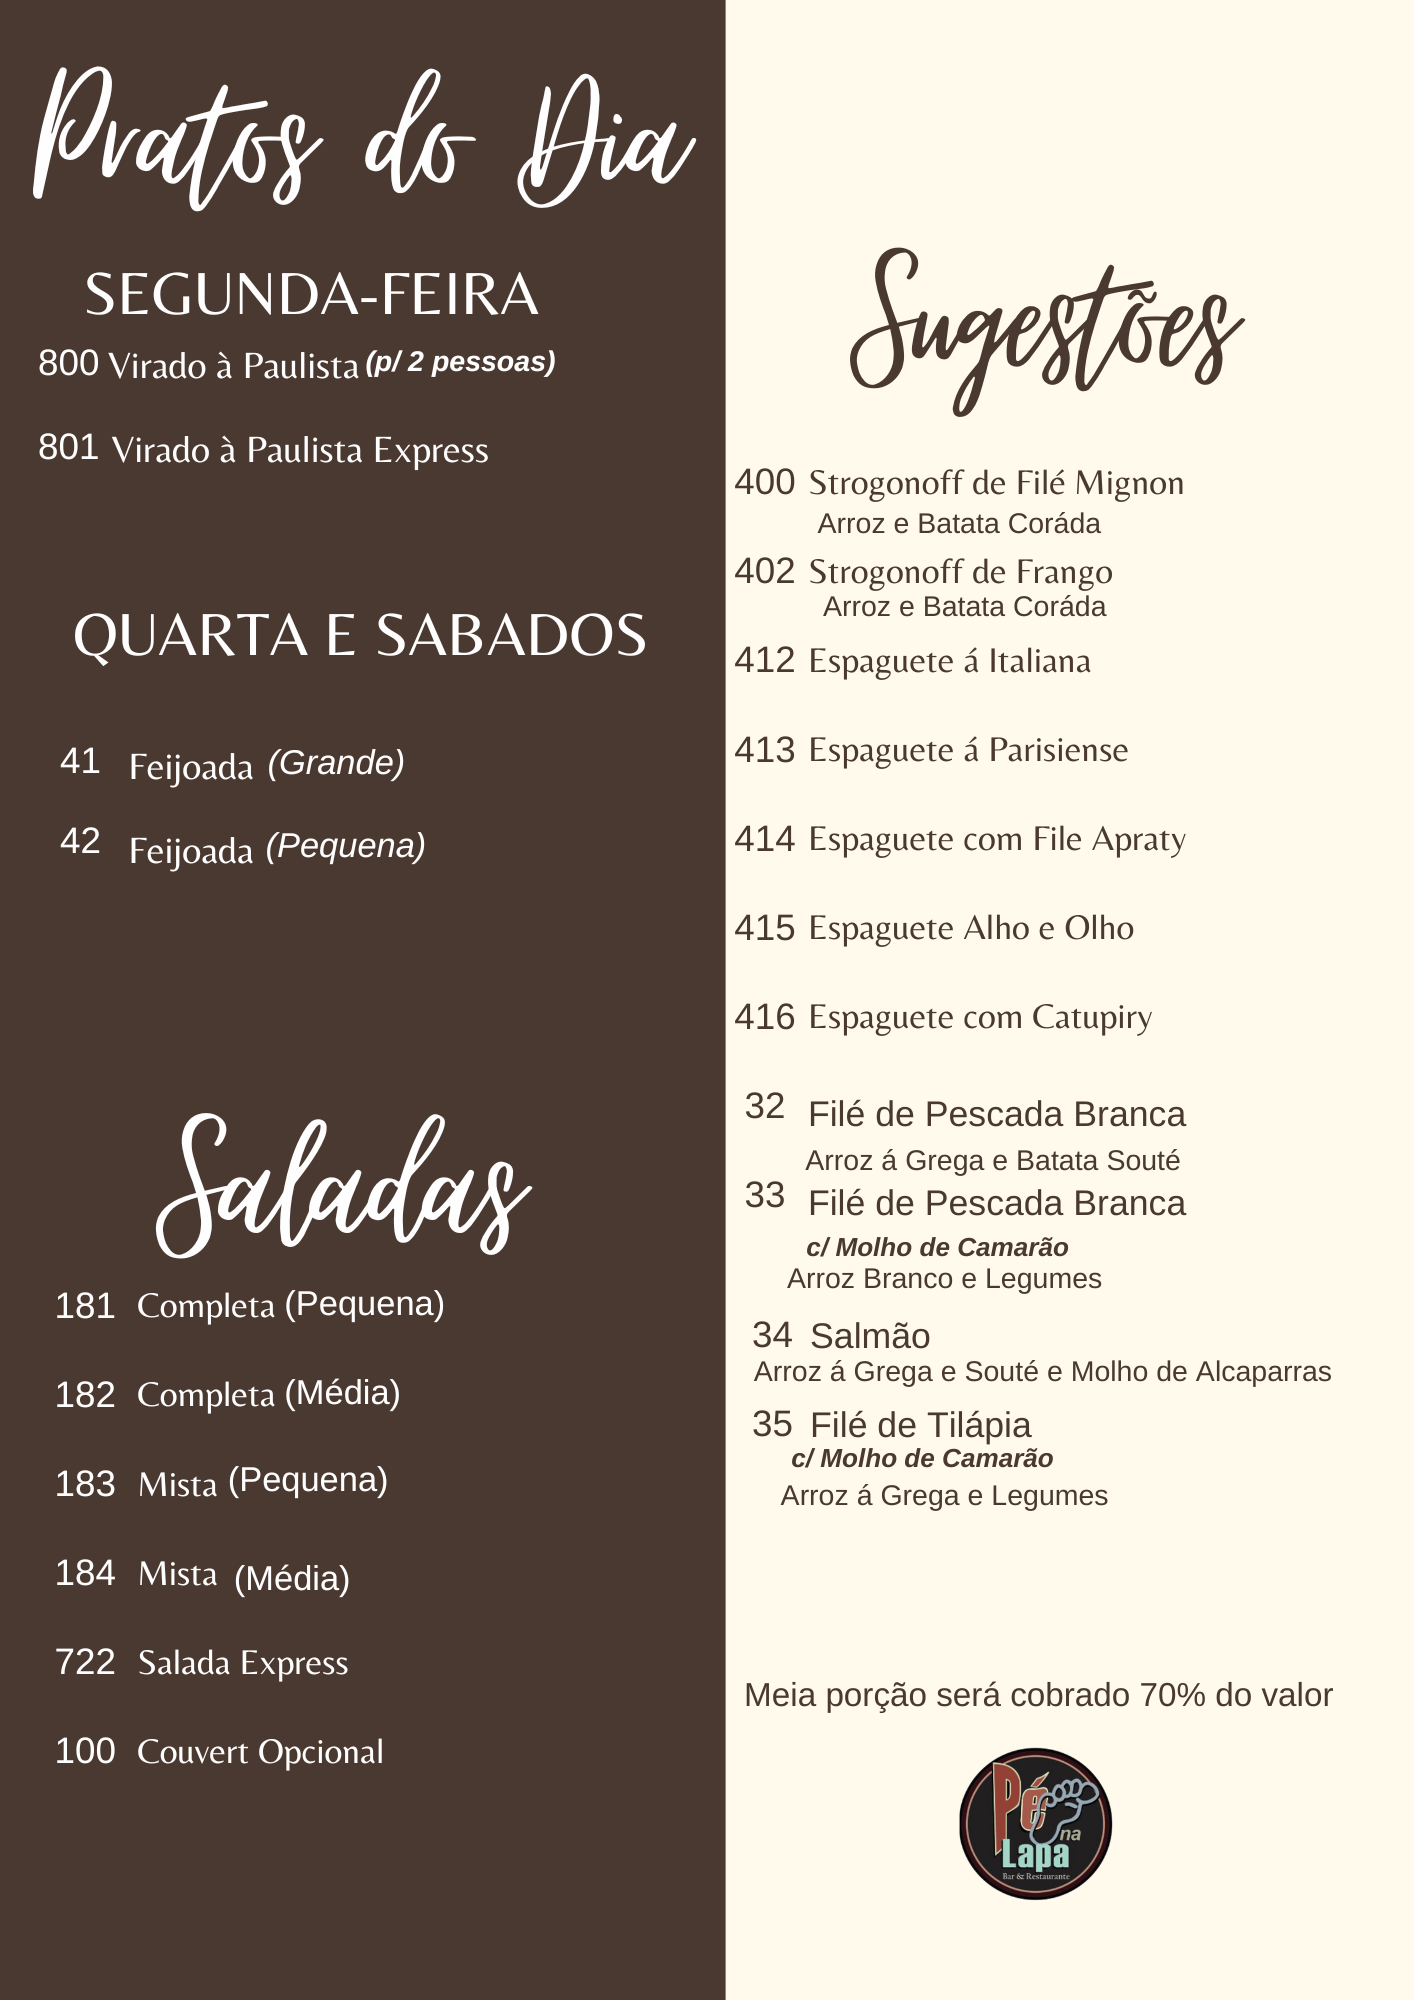 Pratos do Dia
SEGUNDA-FEIRA
800 Virado à Paulista (p/ 2 pessoas)
801 Virado à Paulista Express
QUARTA E SABADOS
41 Feijoada (Grande)
42 Feijoada (Pequena)
Saladas
181 Completa (Pequena)
182 Completa (Média)
183 Mista (Pequena)
184 Mista (Média)
722 Salada Express
100 Couvert Opcional
Sugestões
400 Strogonoff de Filé Mignon
Arroz e Batata Coráda
402 Strogonoff de Frango
Arroz e Batata Coráda
412 Espaguete á Italiana
413 Espaguete á Parisiense
414 Espaguete com File Apraty
415 Espaguete Alho e Olho
416 Espaguete com Catupiry
32 Filé de Pescada Branca
Arroz á Grega e Batata Souté
33 Filé de Pescada Branca
c/ Molho de Camarão
Arroz Branco e Legumes
34 Salmão
Arroz á Grega e Souté e Molho de Alcaparras
35 Filé de Tilápia
c/ Molho de Camarão
Arroz á Grega e Legumes
Meia porção será cobrado 70% do valor
Pé
na
Lapa
Bar & Restaurante